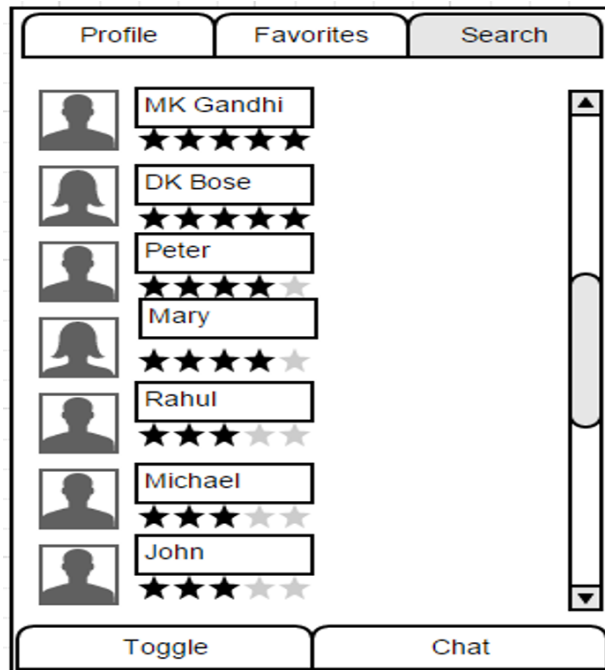 Profile Favorites Search
MK Gandhi
DK Bose
Peter
Mary
Rahul
Michael
John
Toggle Chat